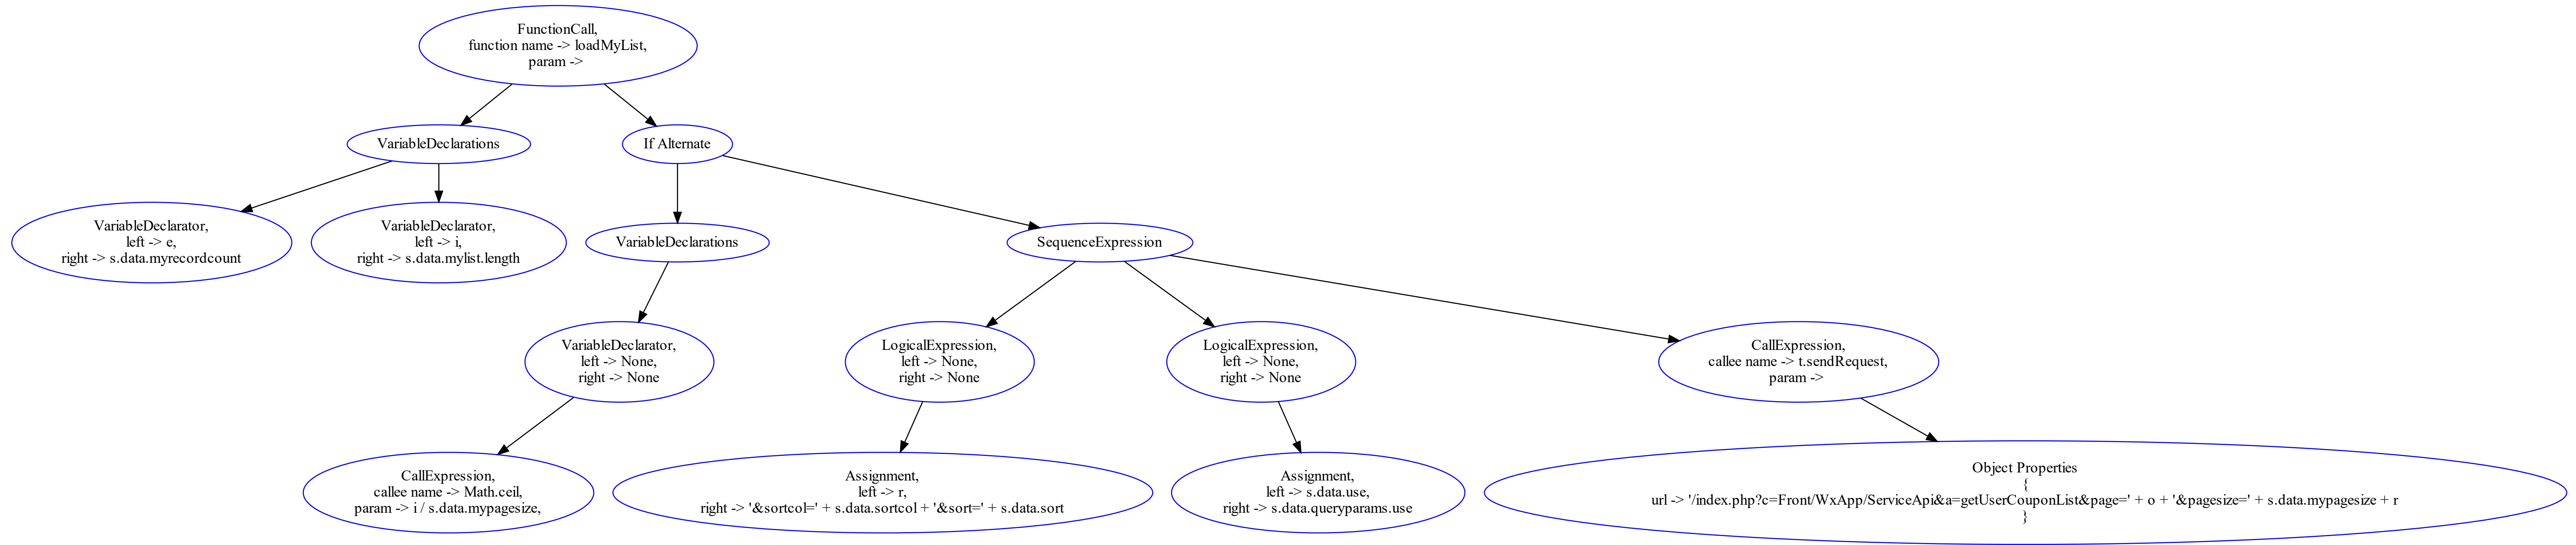 FunctionCall,
function name -> loadMyList,
param ->
VariableDeclarations
If Alternate
VariableDeclarator,
left -> e,
right -> s.data.myrecordcount
VariableDeclarator,
left -> i,
right -> s.data.mylist.length
VariableDeclarations
SequenceExpression
VariableDeclarator,
left -> None,
right -> None
LogicalExpression,
left -> None,
right -> None
LogicalExpression,
left -> None,
right -> None
CallExpression,
callee name -> t.sendRequest,
param ->
CallExpression,
callee name -> Math.ceil,
param -> i / s.data.mypagesize,
Assignment,
left -> r,
right -> '&sortcol=' + s.data.sortcol + '&sort=' + s.data.sort
Assignment,
left -> s.data.use,
right -> s.data.queryparams.use
Object Properties
{
url -> '/index.php?c=Front/WxApp/ServiceApi&a=getUserCouponList&page=' + o + '&pagesize=' + s.data.mypagesize + r
}